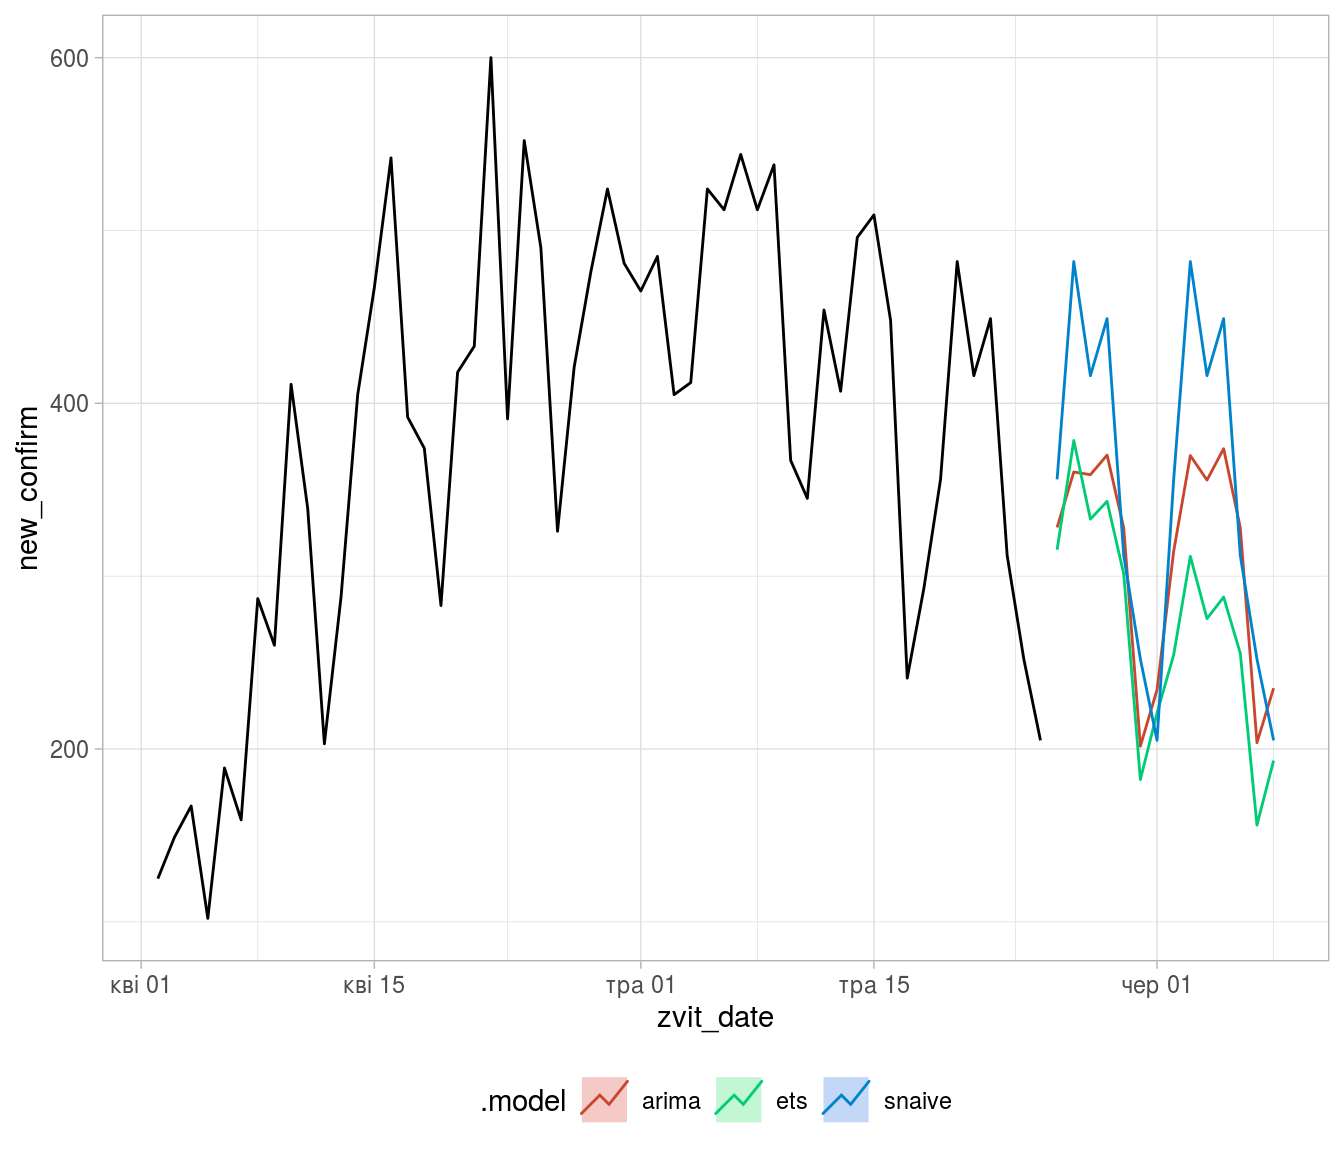 600
400
200
new_confirm
кві 01 кві 15 тра 01 тра 15 чер 01
zvit_date
.model arima ets snaive